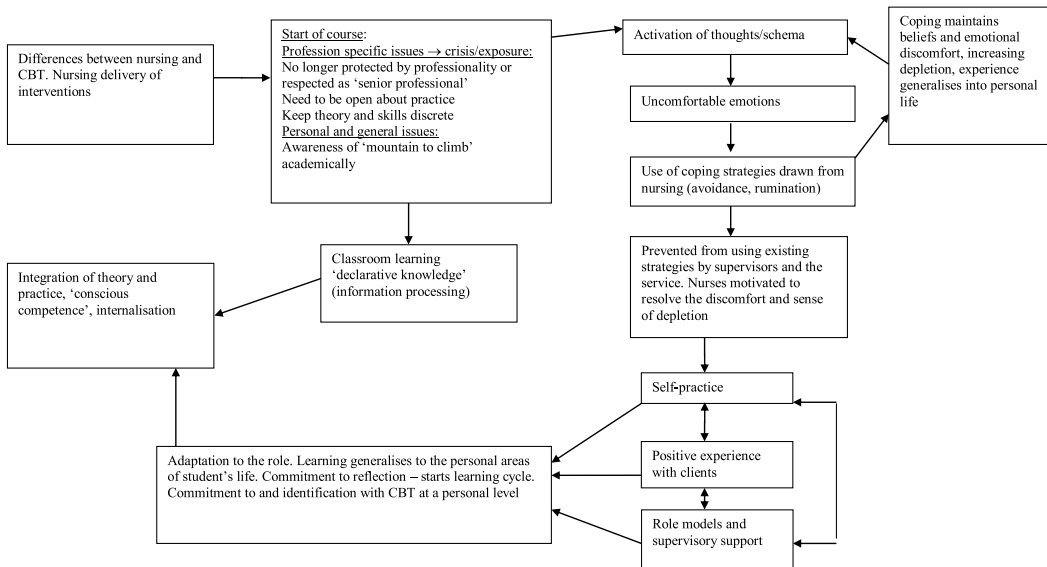 Differences between nursing and
CBT. Nursing delivery of
interventions
Start of course:
Profession specific issues → crisis/exposure:
No longer protected by professionality or
respected as ‘senior professional’
Need to be open about practice
Keep theory and skills discrete
Personal and general issues:
Awareness of ‘mountain to climb’
academically
Activation of thoughts/schema
Coping maintains
beliefs and emotional
discomfort, increasing
depletion, experience
generalises into personal
life
Uncomfortable emotions
Use of coping strategies drawn from
nursing (avoidance, rumination)
Prevented from using existing
strategies by supervisors and the
service. Nurses motivated to
resolve the discomfort and sense
of depletion
Classroom learning
‘declarative knowledge’
(information processing)
Integration of theory and
practice, ‘conscious
competence’, internalisation
Self-practice
Positive experience
with clients
Role models and
supervisory support
Adaptation to the role. Learning generalises to the personal areas
of student’s life. Commitment to reflection – starts learning cycle.
Commitment to and identification with CBT at a personal level